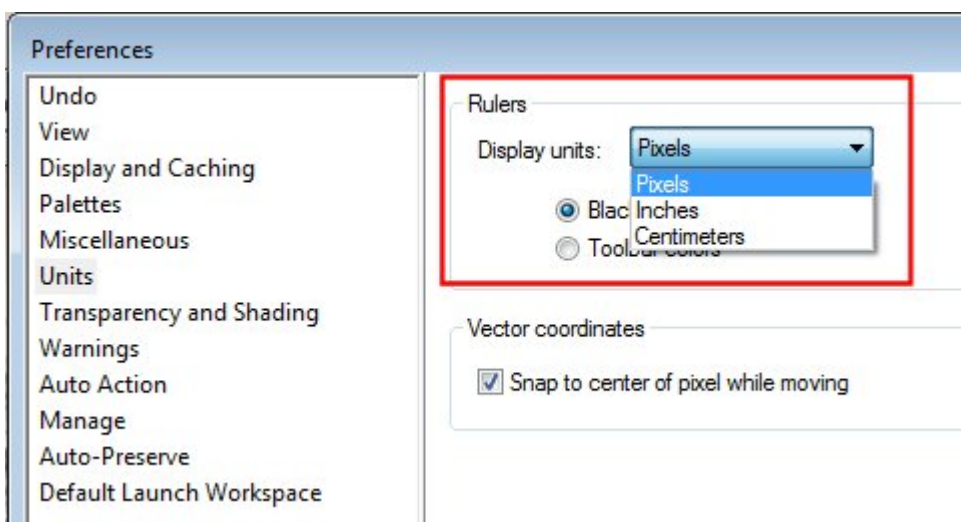 Preferences
Undo
View
Display and Caching
Palettes
Miscellaneous
Units
Transparency and Shading
Warnings
Auto Action
Manage
Auto-Preserve
Default Launch Workspace
Rulers
Display units: Pixels
Pixels
Inches
Centimeters
Vector coordinates
Snap to center of pixel while moving